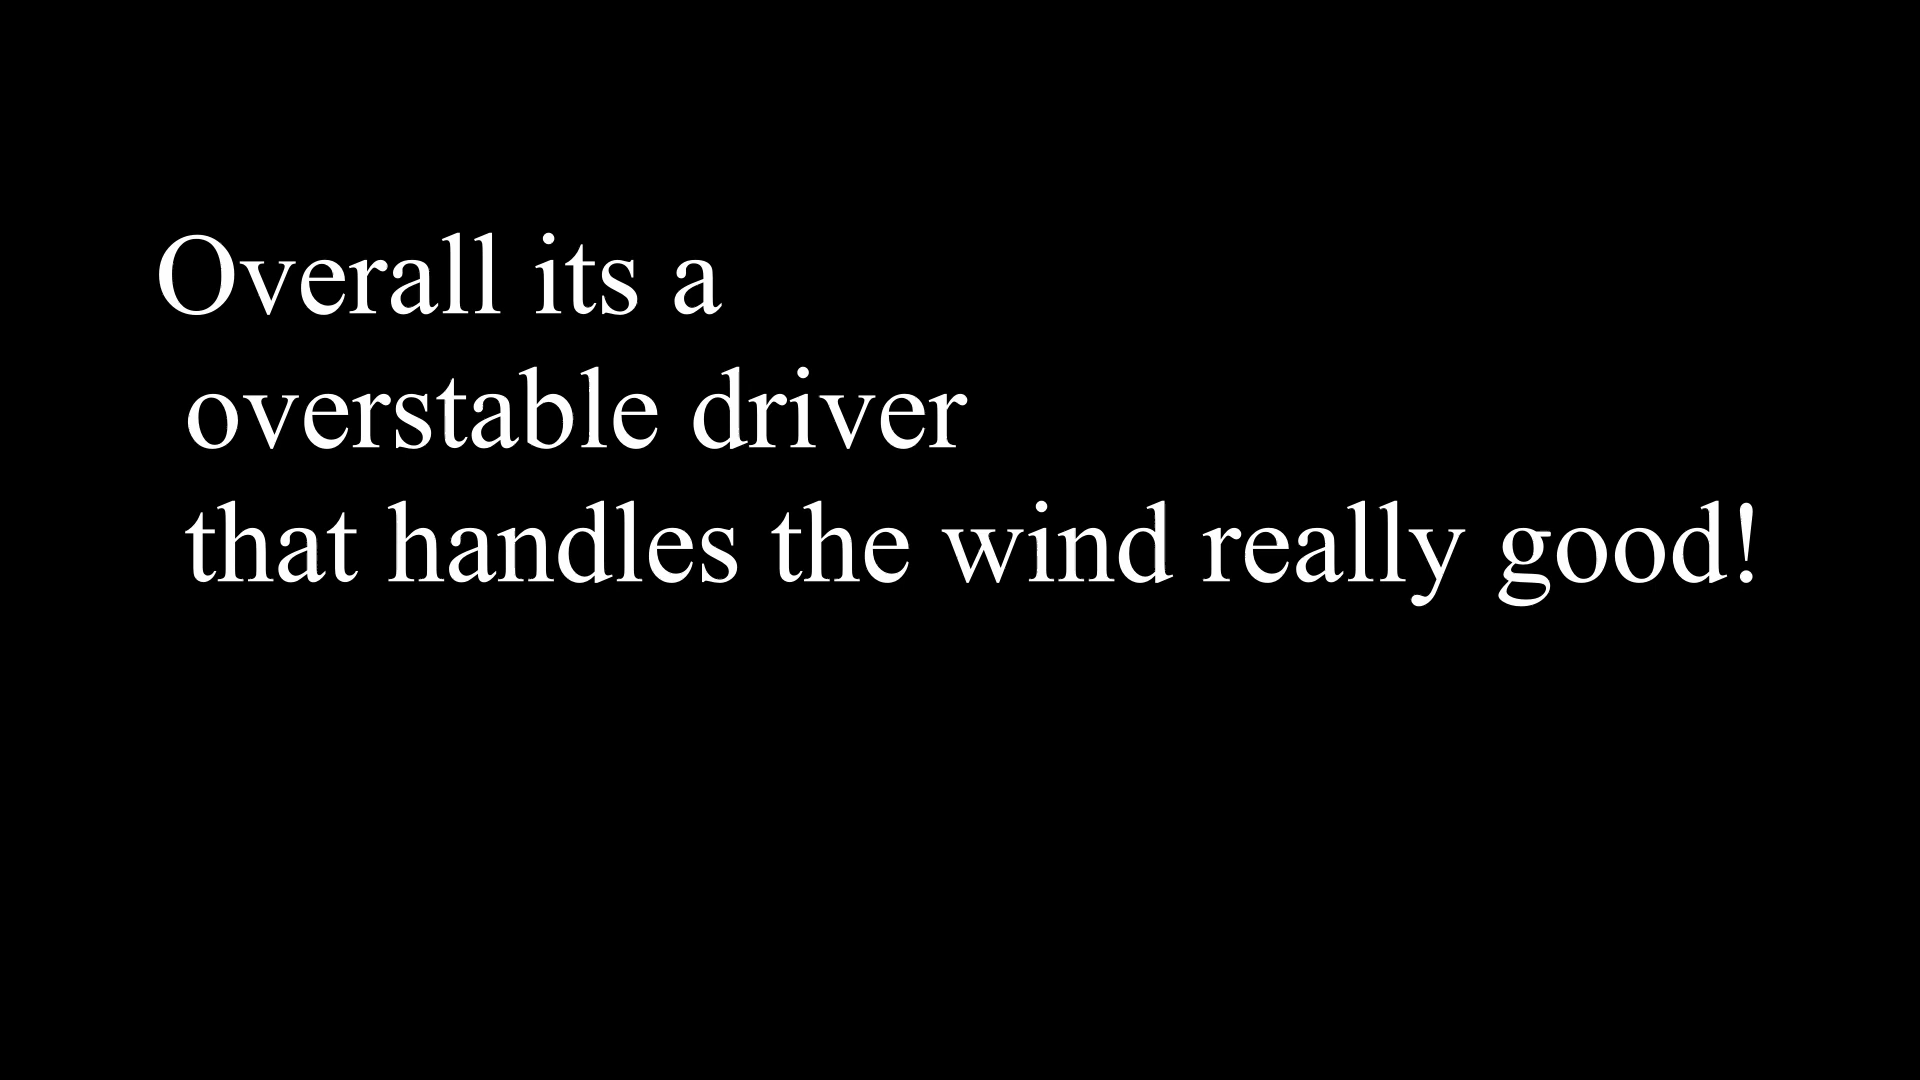 Overall its a
overstable driver
that handles the wind really good!